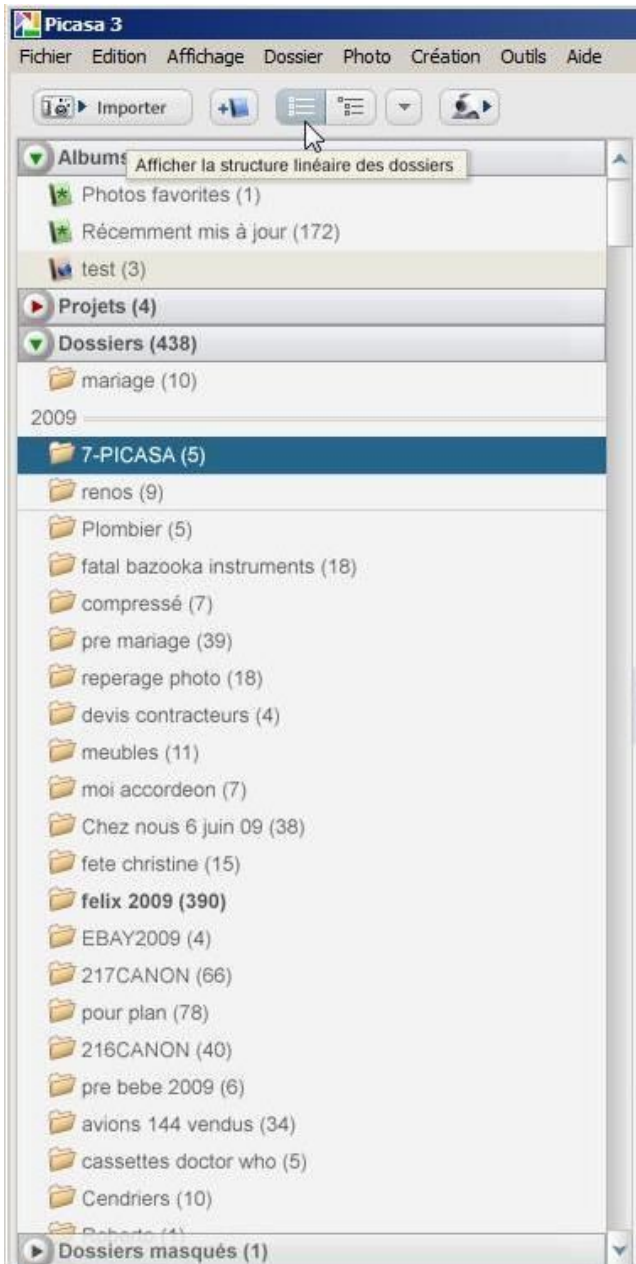 Picasa 3
Fichier Edition Affichage Dossier Photo Création Outils Aide
Importer
Albums
Afficher la structure linéaire des dossiers
Photos favorites (1)
Récemment mis à jour (172)
test (3)
Projets (4)
Dossiers (438)
mariage (10)
2009
7-PICASA (5)
renos (9)
Plombier (5)
fatal bazooka instruments (18)
compressé (7)
pre mariage (39)
reperage photo (18)
devis contracteurs (4)
meubles (11)
moi accordeon (7)
Chez nous 6 juin 09 (38)
fete christine (15)
felix 2009 (390)
EBAY2009 (4)
217CANON (66)
pour plan (78)
216CANON (40)
pre bebe 2009 (6)
avions 144 vendus (34)
cassettes doctor who (5)
Cendriers (10)
Roberto (1)
Dossiers masqués (1)